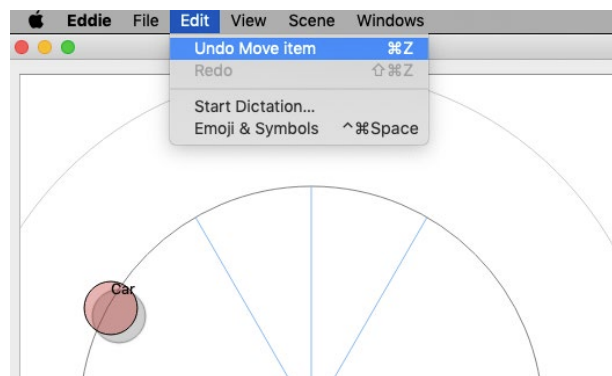 Eddie File Edit View Scene Windows
Undo Move item ⌘Z
Redo ⇧⌘Z
Start Dictation...
Emoji & Symbols ^⌘Space
Car